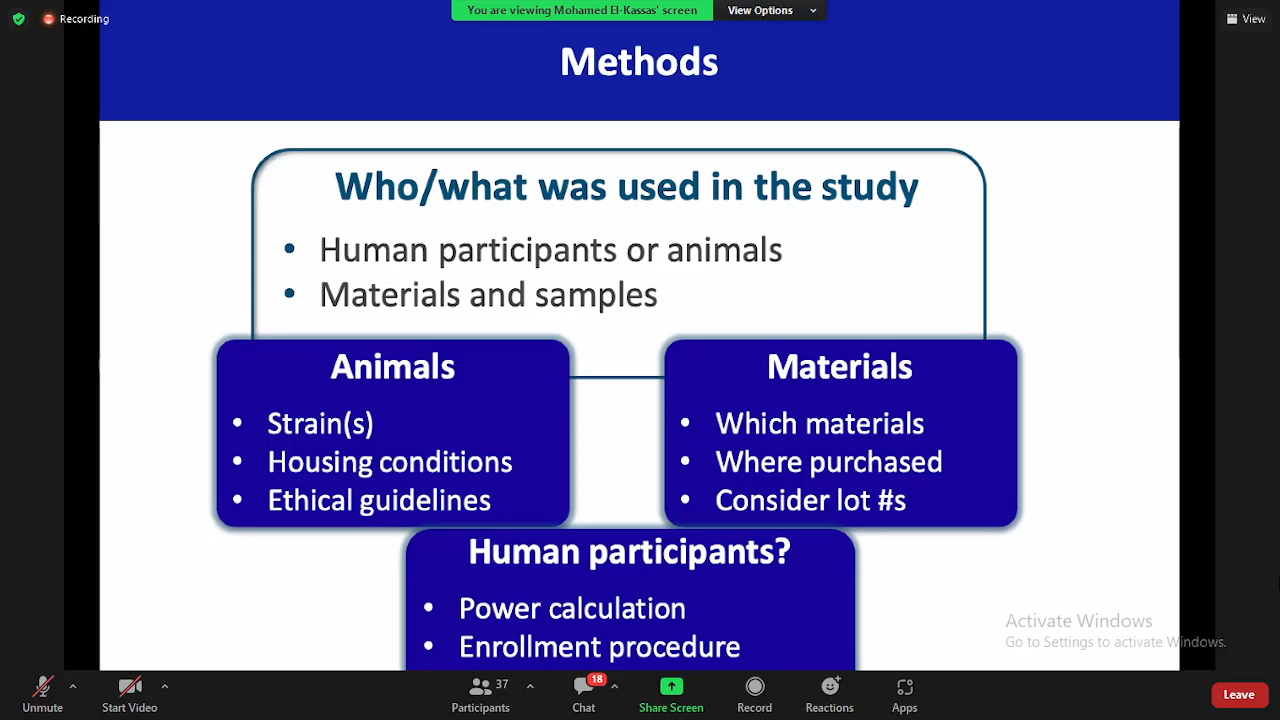 Recording
You are viewing Mohamed El-Kassas' screen
View Options
View
Methods
Who/what was used in the study
• Human participants or animals
• Materials and samples
Animals
• Strain(s)
• Housing conditions
• Ethical guidelines
Materials
• Which materials
• Where purchased
• Consider lot #s
Human participants?
• Power calculation
• Enrollment procedure
Activate Windows
Go to Settings to activate Windows.
Unmute
Start Video
37
Participants
18
Chat
Share Screen
Record
Reactions
Apps
Leave